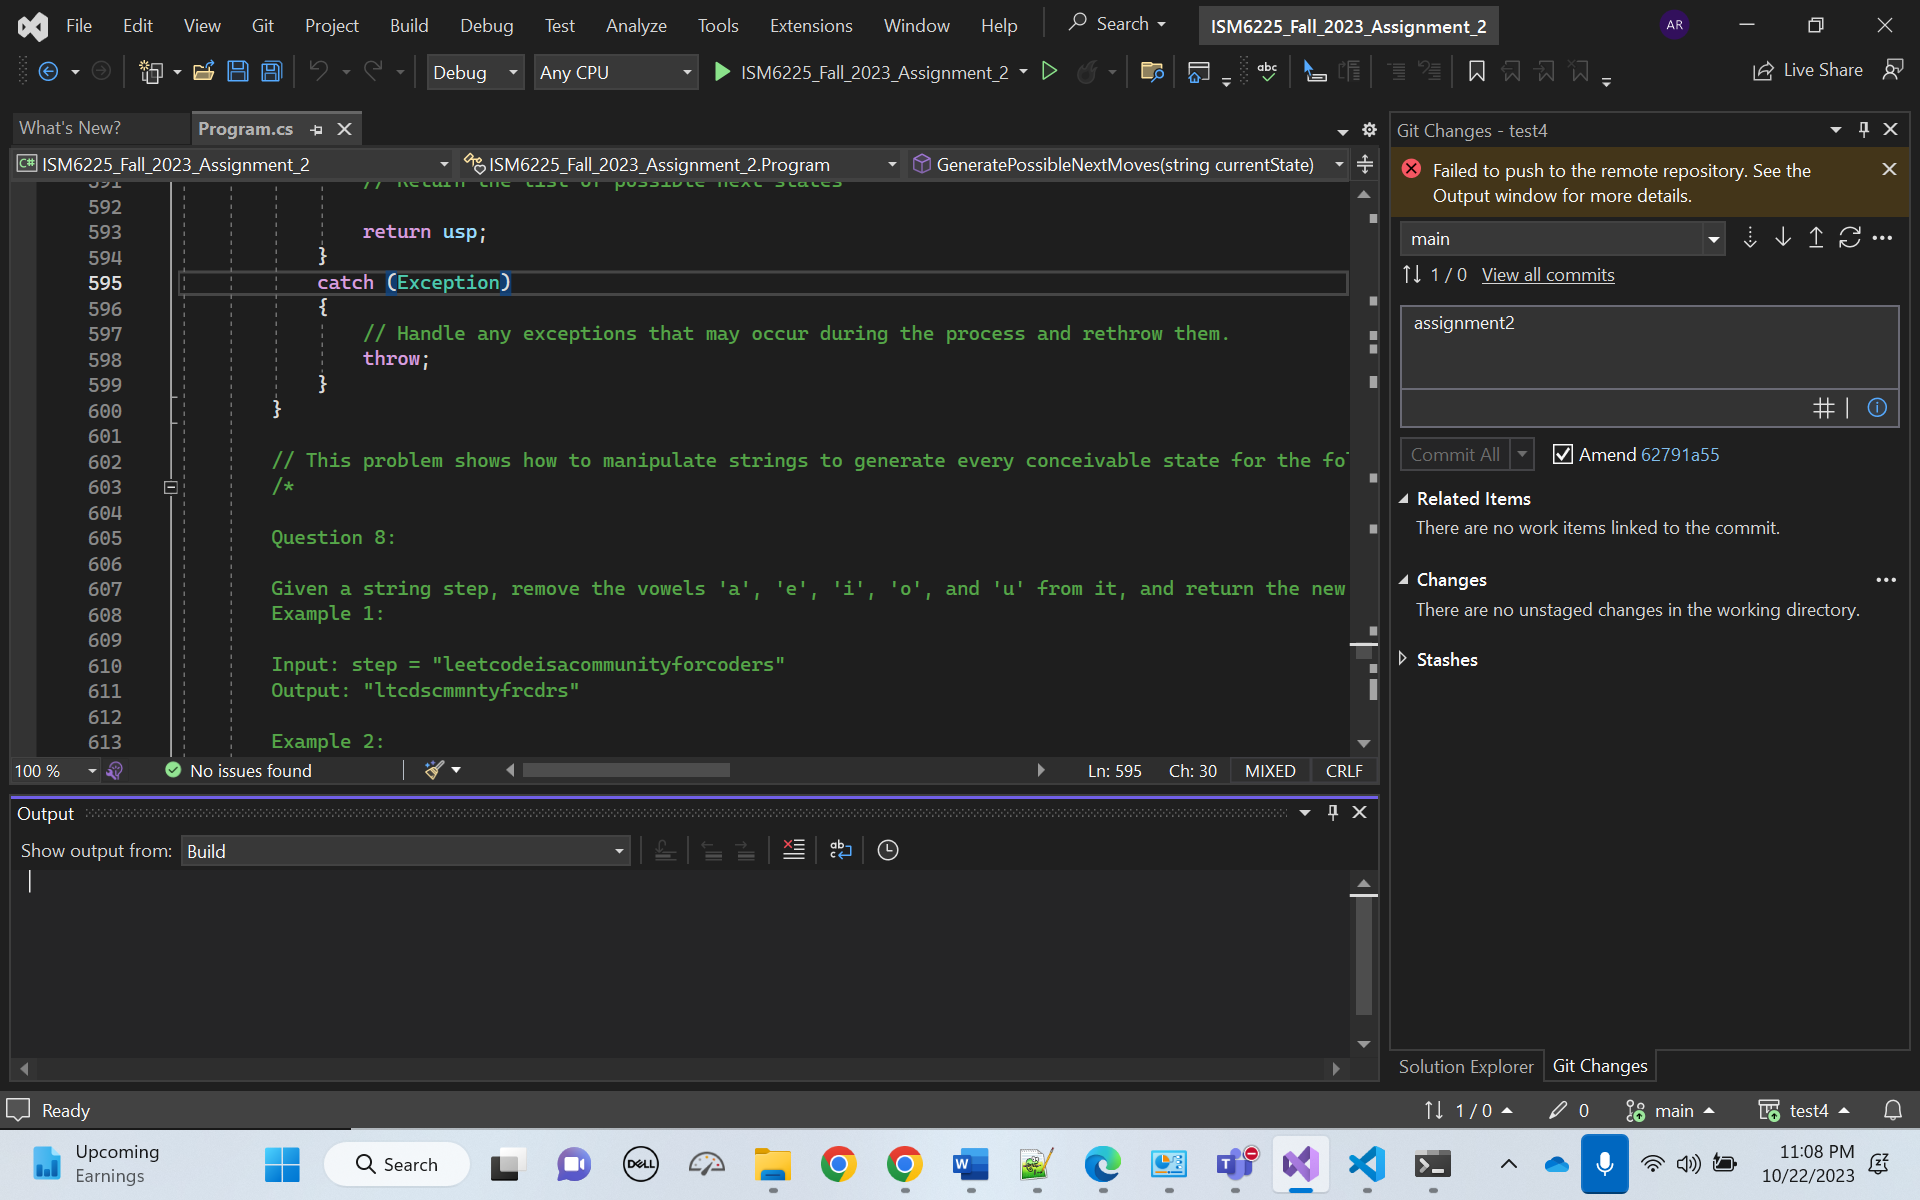 File Edit View Git Project Build Debug Test Analyze Tools Extensions Window Help Search ISM6225_Fall_2023_Assignment_2 AR
Debug Any CPU ISM6225_Fall_2023_Assignment_2 abc Live Share
What's New? Program.cs
C# ISM6225_Fall_2023_Assignment_2 ISM6225_Fall_2023_Assignment_2.Program GeneratePossibleNextMoves(string currentState)
591 // Return the list of possible next states
592
593 return usp;
594 }
595 catch (Exception)
596 {
597 // Handle any exceptions that may occur during the process and rethrow them.
598 throw;
599 }
600 }
601
602 // This problem shows how to manipulate strings to generate every conceivable state for the fo
603 /*
604
605 Question 8:
606
607 Given a string step, remove the vowels 'a', 'e', 'i', 'o', and 'u' from it, and return the new
608 Example 1:
609
610 Input: step = "leetcodeisacommunityforcoders"
611 Output: "ltcdscmmntyfrcdrs"
612
613 Example 2:
100 % No issues found Ln: 595 Ch: 30 MIXED CRLF
Output
Show output from: Build
Git Changes - test4
Failed to push to the remote repository. See the
Output window for more details.
main
1 / 0 View all commits
assignment2
Commit All Amend 62791a55
Related Items
There are no work items linked to the commit.
Changes
There are no unstaged changes in the working directory.
Stashes
Solution Explorer Git Changes
Ready 1 / 0 0 main test4
Upcoming
Earnings
Search
DELL
11:08 PM
10/22/2023